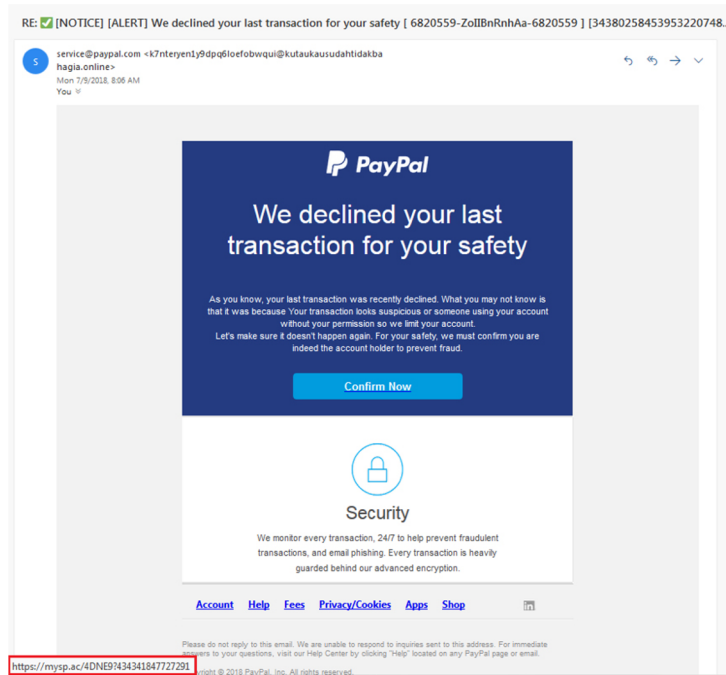 RE: ✅ [NOTICE] [ALERT] We declined your last transaction for your safety [ 6820559-ZoIIBnRnhAa-6820559 ] [34380258453953220748..
S
service@paypal.com <k7nteryen1y9dpq6loefobwqui@kutaukausudahtidakba
hagia.online>
Mon 7/9/2018, 8:06 AM
You
PayPal
We declined your last
transaction for your safety
As you know, your last transaction was recently declined. What you may not know is
that it was because Your transaction looks suspicious or someone using your account
without your permission so we limit your account.
Let's make sure it doesn't happen again. For your safety, we must confirm you are
indeed the account holder to prevent fraud.
Confirm Now
Security
We monitor every transaction, 24/7 to help prevent fraudulent
transactions, and email phishing. Every transaction is heavily
guarded behind our advanced encryption.
Account Help Fees Privacy/Cookies Apps Shop
Please do not reply to this email. We are unable to respond to inquiries sent to this address. For immediate
answers to your questions, visit our Help Center by clicking "Help" located on any PayPal page or email.
https://mysp.ac/4DNE9?434341847727291
© 2018 PayPal, Inc. All rights reserved.